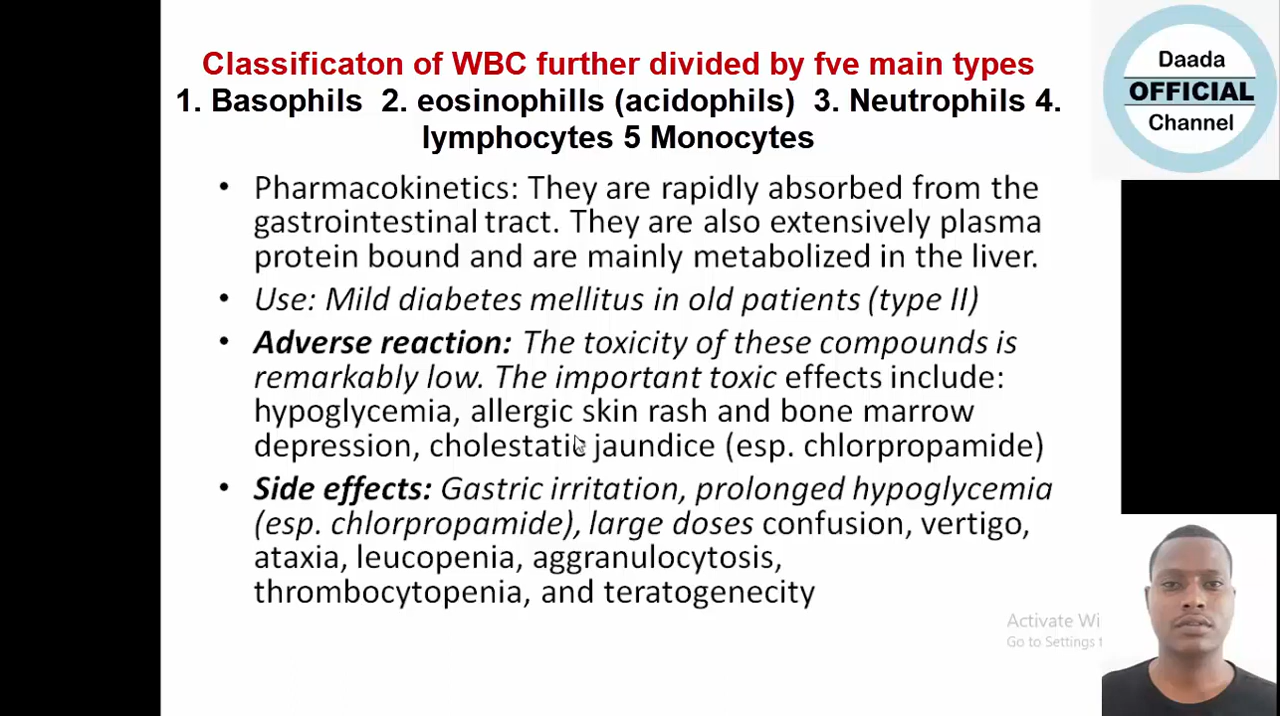 Classificaton of WBC further divided by fve main types
1. Basophils 2. eosinophills (acidophils) 3. Neutrophils 4.
lymphocytes 5 Monocytes
• Pharmacokinetics: They are rapidly absorbed from the
gastrointestinal tract. They are also extensively plasma
protein bound and are mainly metabolized in the liver.
• Use: Mild diabetes mellitus in old patients (type II)
• Adverse reaction: The toxicity of these compounds is
remarkably low. The important toxic effects include:
hypoglycemia, allergic skin rash and bone marrow
depression, cholestatic jaundice (esp. chlorpropamide)
• Side effects: Gastric irritation, prolonged hypoglycemia
(esp. chlorpropamide), large doses confusion, vertigo,
ataxia, leucopenia, aggranulocytosis,
thrombocytopenia, and teratogenecity
Daada
OFFICIAL
Channel
Activate Wi
Go to Settings t